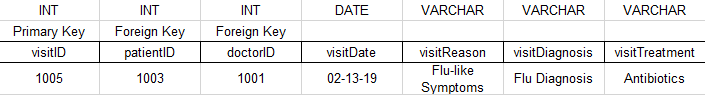 INT INT INT DATE VARCHAR VARCHAR VARCHAR
Primary Key Foreign Key Foreign Key
visitID patientID doctorID visitDate visitReason visitDiagnosis visitTreatment
1005 1003 1001 02-13-19 Flu-like Symptoms Flu Diagnosis Antibiotics